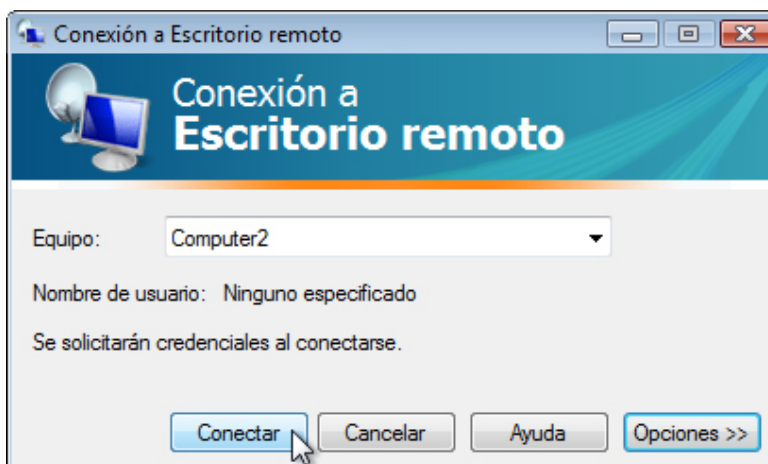 Conexión a Escritorio remoto
Conexión a
Escritorio remoto
Equipo: Computer2
Nombre de usuario: Ninguno especificado
Se solicitarán credenciales al conectarse.
Conectar Cancelar Ayuda Opciones >>